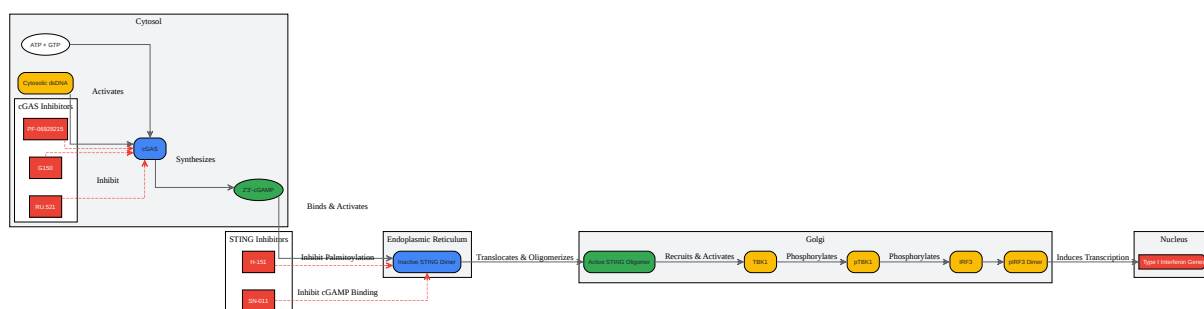 Cytosol
ATP + GTP
Cytosolic dsDNA
Activates
cGAS Inhibitors
PF-06928215
cGAS
Synthesizes
G150
Inhibit
2'3'-cGAMP
RU.521
Binds & Activates
STING Inhibitors
H-151
Inhibit Palmitoylation
SN-011
Inhibit cGAMP Binding
Endoplasmic Reticulum
Inactive STING Dimer
Translocates & Oligomerizes
Golgi
Active STING Oligomer
Recruits & Activates
TBK1
Phosphorylates
pTBK1
Phosphorylates
IRF3
pIRF3 Dimer
Induces Transcription
Nucleus
Type I Interferon Genes